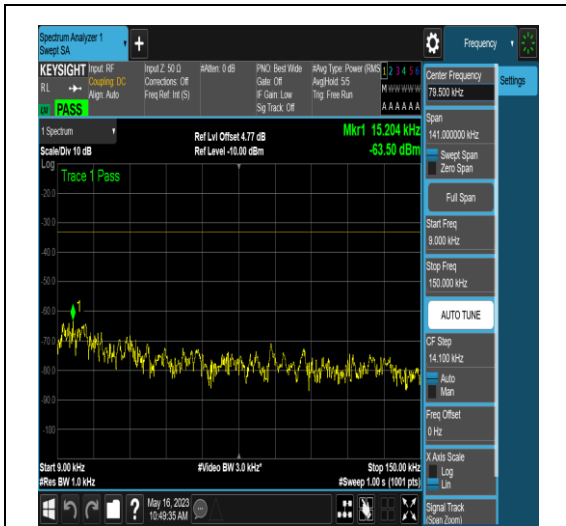 Spectrum Analyzer 1
Swept SA
Frequency
KEYSIGHT
Input: RF
Coupling: DC
Align: Auto
Input Z: 50 Ω
Corrections: Off
Freq Ref: Int (S)
#Atten: 0 dB
PNO: Best Wide
Gate: Off
IF Gain: Low
Sig Track: Off
#Avg Type: Power (RMS)
Avg|Hold: 5/5
Trig: Free Run
1 2 3 4 5 6
M W W W W W
A A A A A A
R L
PASS
1 Spectrum
Scale/Div 10 dB
Ref Lvl Offset 4.77 dB
Ref Level -10.00 dBm
Mkr1 15.204 kHz
-63.50 dBm
Log
Trace 1 Pass
-20.0
-30.0
-40.0
-50.0
-60.0
-70.0
-80.0
-90.0
-100
1
Start 9.00 kHz
#Res BW 1.0 kHz
#Video BW 3.0 kHz*
Stop 150.00 kHz
#Sweep 1.00 s (1001 pts)
May 16, 2023
10:49:35 AM
Center Frequency
79.500 kHz
Settings
Span
141.000000 kHz
Swept Span
Zero Span
Full Span
Start Freq
9.000 kHz
Stop Freq
150.000 kHz
AUTO TUNE
CF Step
14.100 kHz
Auto
Man
Freq Offset
0 Hz
X Axis Scale
Log
Lin
Signal Track
(Span Zoom)